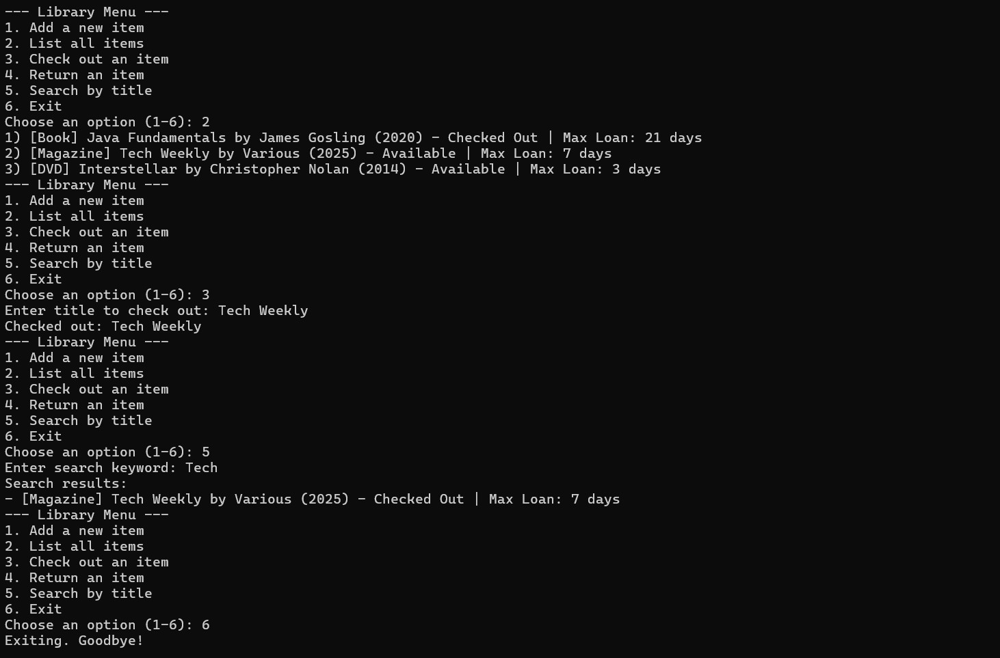 --- Library Menu ---
1. Add a new item
2. List all items
3. Check out an item
4. Return an item
5. Search by title
6. Exit
Choose an option (1-6): 2
1) [Book] Java Fundamentals by James Gosling (2020) - Checked Out | Max Loan: 21 days
2) [Magazine] Tech Weekly by Various (2025) - Available | Max Loan: 7 days
3) [DVD] Interstellar by Christopher Nolan (2014) - Available | Max Loan: 3 days
--- Library Menu ---
1. Add a new item
2. List all items
3. Check out an item
4. Return an item
5. Search by title
6. Exit
Choose an option (1-6): 3
Enter title to check out: Tech Weekly
Checked out: Tech Weekly
--- Library Menu ---
1. Add a new item
2. List all items
3. Check out an item
4. Return an item
5. Search by title
6. Exit
Choose an option (1-6): 5
Enter search keyword: Tech
Search results:
- [Magazine] Tech Weekly by Various (2025) - Checked Out | Max Loan: 7 days
--- Library Menu ---
1. Add a new item
2. List all items
3. Check out an item
4. Return an item
5. Search by title
6. Exit
Choose an option (1-6): 6
Exiting. Goodbye!